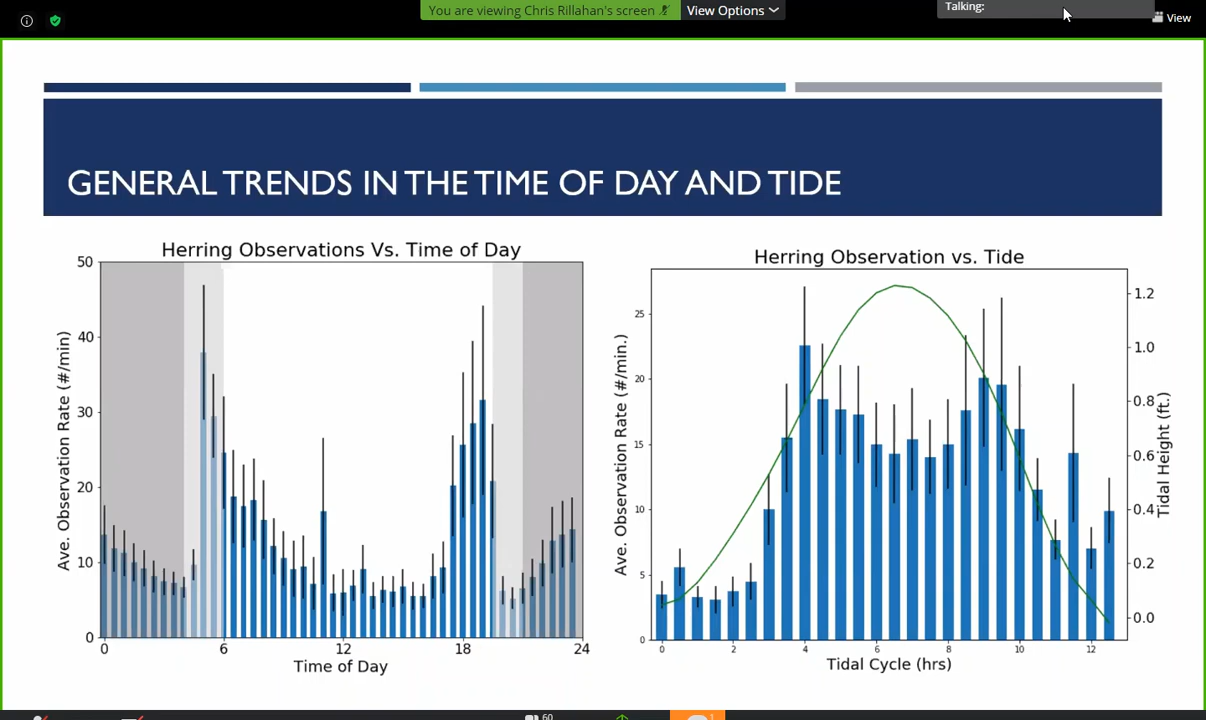 You are viewing Chris Rillahan's screen
View Options
Talking:
View
GENERAL TRENDS IN THE TIME OF DAY AND TIDE
Herring Observations Vs. Time of Day
50
40
30
20
10
0
Ave. Observation Rate (#/min)
0 6 12 18 24
Time of Day
Herring Observation vs. Tide
25
20
15
10
5
0
Ave. Observation Rate (#/min.)
1.2
1.0
0.8
0.6
0.4
0.2
0.0
Tidal Height (ft.)
0 2 4 6 8 10 12
Tidal Cycle (hrs)
60